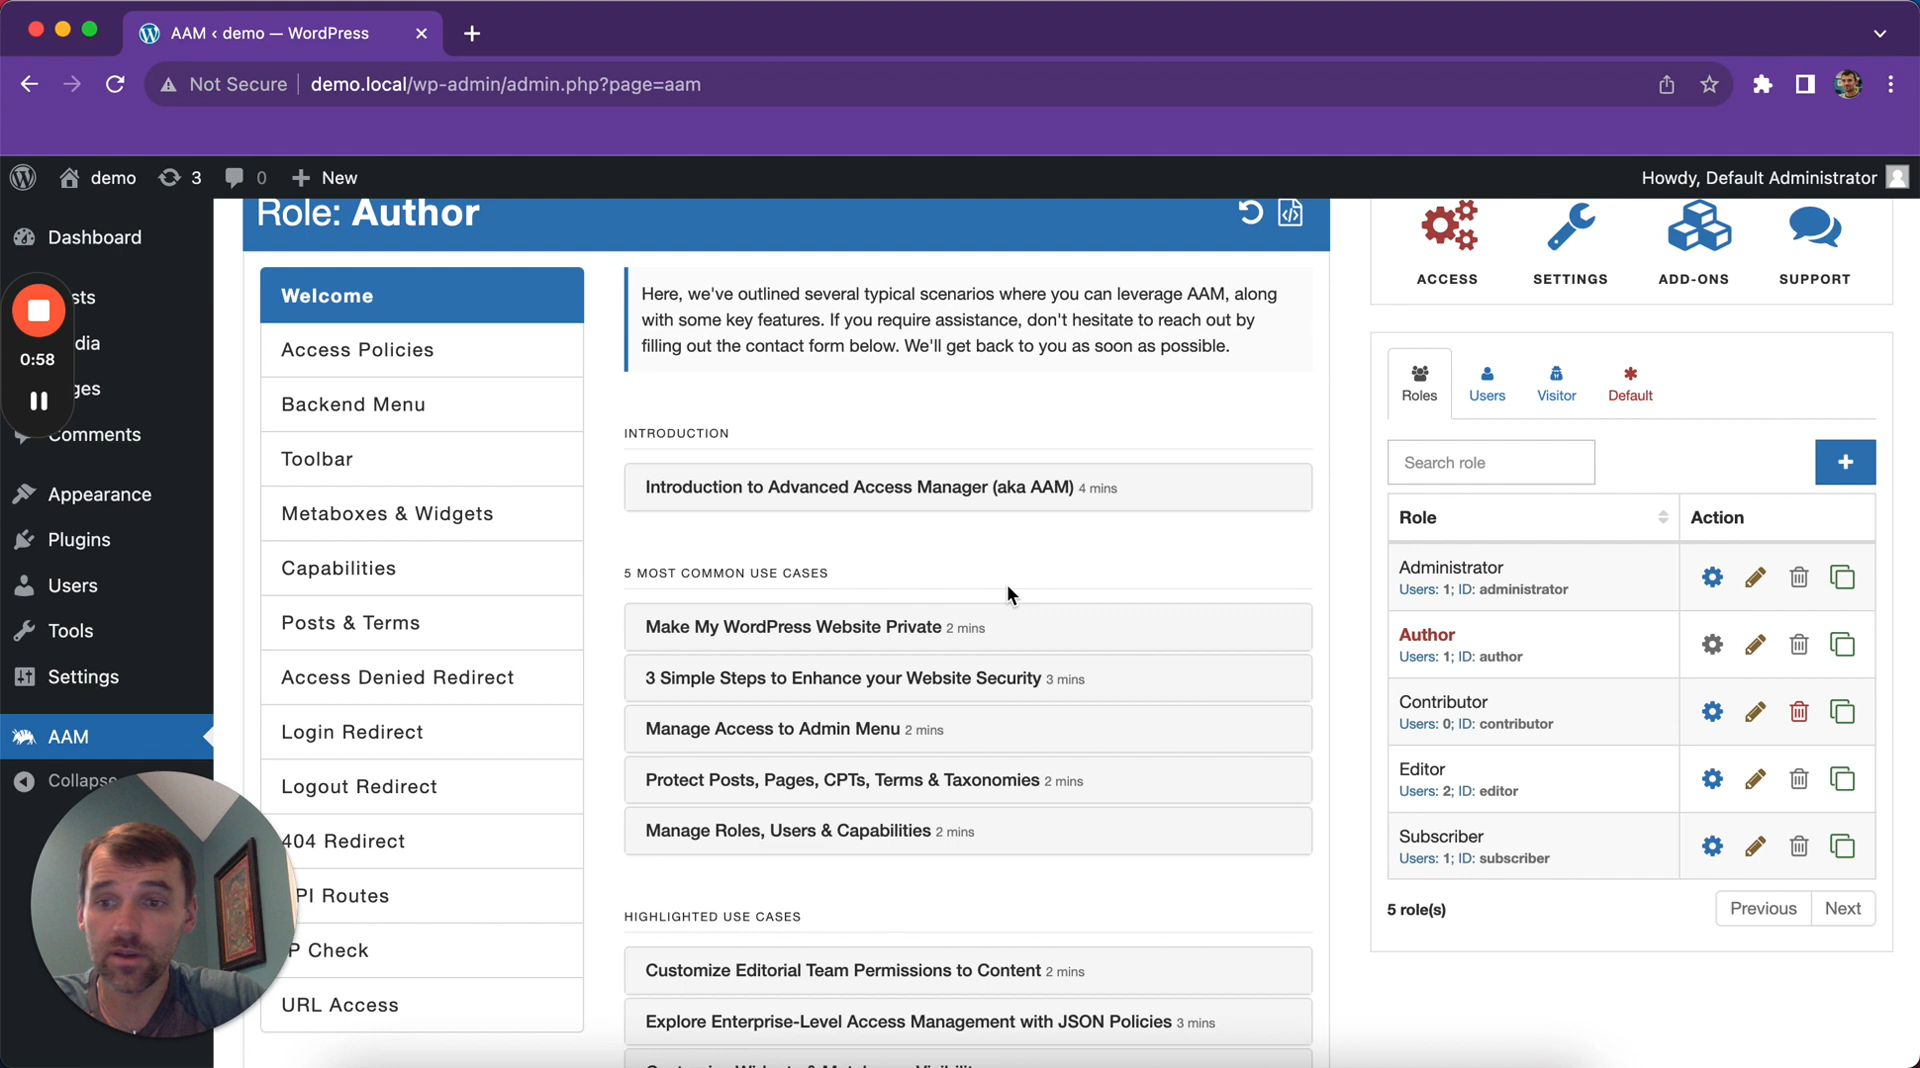 AAM ‹ demo — WordPress
Not Secure demo.local/wp-admin/admin.php?page=aam
demo 3 0 New
Howdy, Default Administrator
Dashboard
sts
0:58
dia
ges
Comments
Appearance
Plugins
Users
Tools
Settings
AAM
Collapse
Role: Author
Welcome
Access Policies
Backend Menu
Toolbar
Metaboxes & Widgets
Capabilities
Posts & Terms
Access Denied Redirect
Login Redirect
Logout Redirect
404 Redirect
PI Routes
P Check
URL Access
Here, we've outlined several typical scenarios where you can leverage AAM, along
with some key features. If you require assistance, don't hesitate to reach out by
filling out the contact form below. We'll get back to you as soon as possible.
INTRODUCTION
Introduction to Advanced Access Manager (aka AAM) 4 mins
5 MOST COMMON USE CASES
Make My WordPress Website Private 2 mins
3 Simple Steps to Enhance your Website Security 3 mins
Manage Access to Admin Menu 2 mins
Protect Posts, Pages, CPTs, Terms & Taxonomies 2 mins
Manage Roles, Users & Capabilities 2 mins
HIGHLIGHTED USE CASES
Customize Editorial Team Permissions to Content 2 mins
Explore Enterprise-Level Access Management with JSON Policies 3 mins
ACCESS SETTINGS ADD-ONS SUPPORT
Roles Users Visitor Default
Search role
Role Action
Administrator
Users: 1; ID: administrator
Author
Users: 1; ID: author
Contributor
Users: 0; ID: contributor
Editor
Users: 2; ID: editor
Subscriber
Users: 1; ID: subscriber
5 role(s)
Previous Next